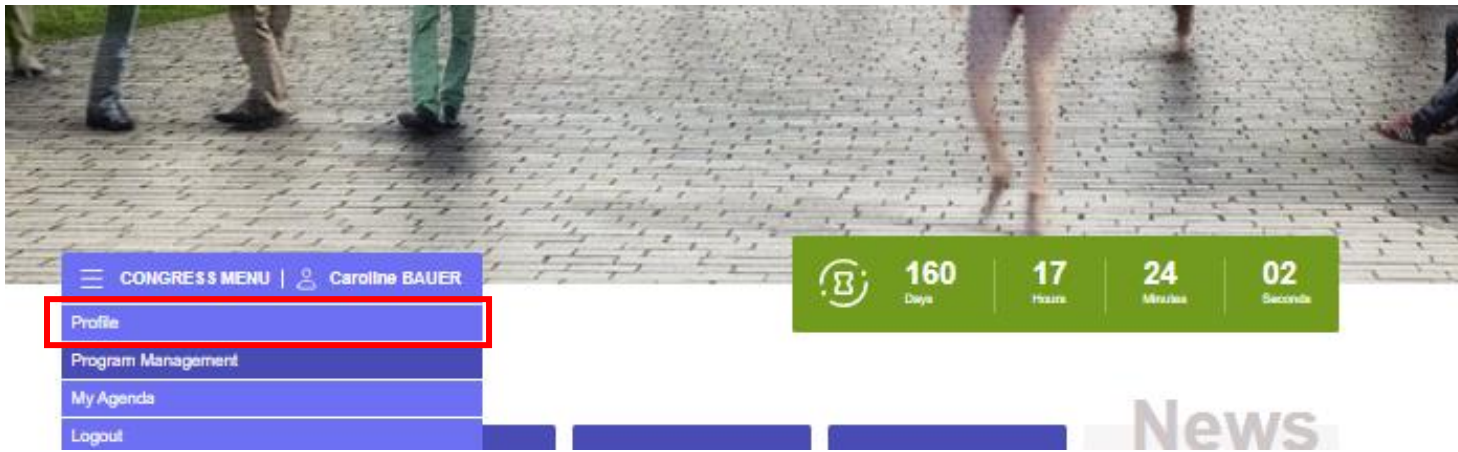 CONGRESS MENU | Caroline BAUER
Profile
Program Management
My Agenda
Logout
160 17 24 02
Days Hours Minutes Seconds
News